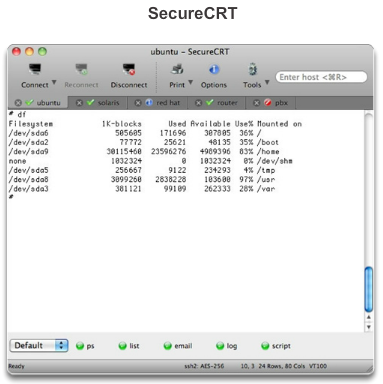 SecureCRT
ubuntu – SecureCRT
Connect Reconnect Disconnect Print Options Tools Enter host <⌘R>
ubuntu solaris red hat router pbx
# df
Filesystem 1K-blocks Used Available Use% Mounted on
/dev/sda6 505605 171696 307805 36% /
/dev/sda2 77772 25621 48135 35% /boot
/dev/sda9 30115460 23596276 4989396 83% /home
none 1032324 0 1032324 0% /dev/shm
/dev/sda5 256667 9122 234293 4% /tmp
/dev/sda8 3099260 2838228 103600 97% /usr
/dev/sda3 381121 99109 262333 28% /var
#
Default ps list email log script
Ready ssh2: AES-256 10, 3 24 Rows, 80 Cols VT100